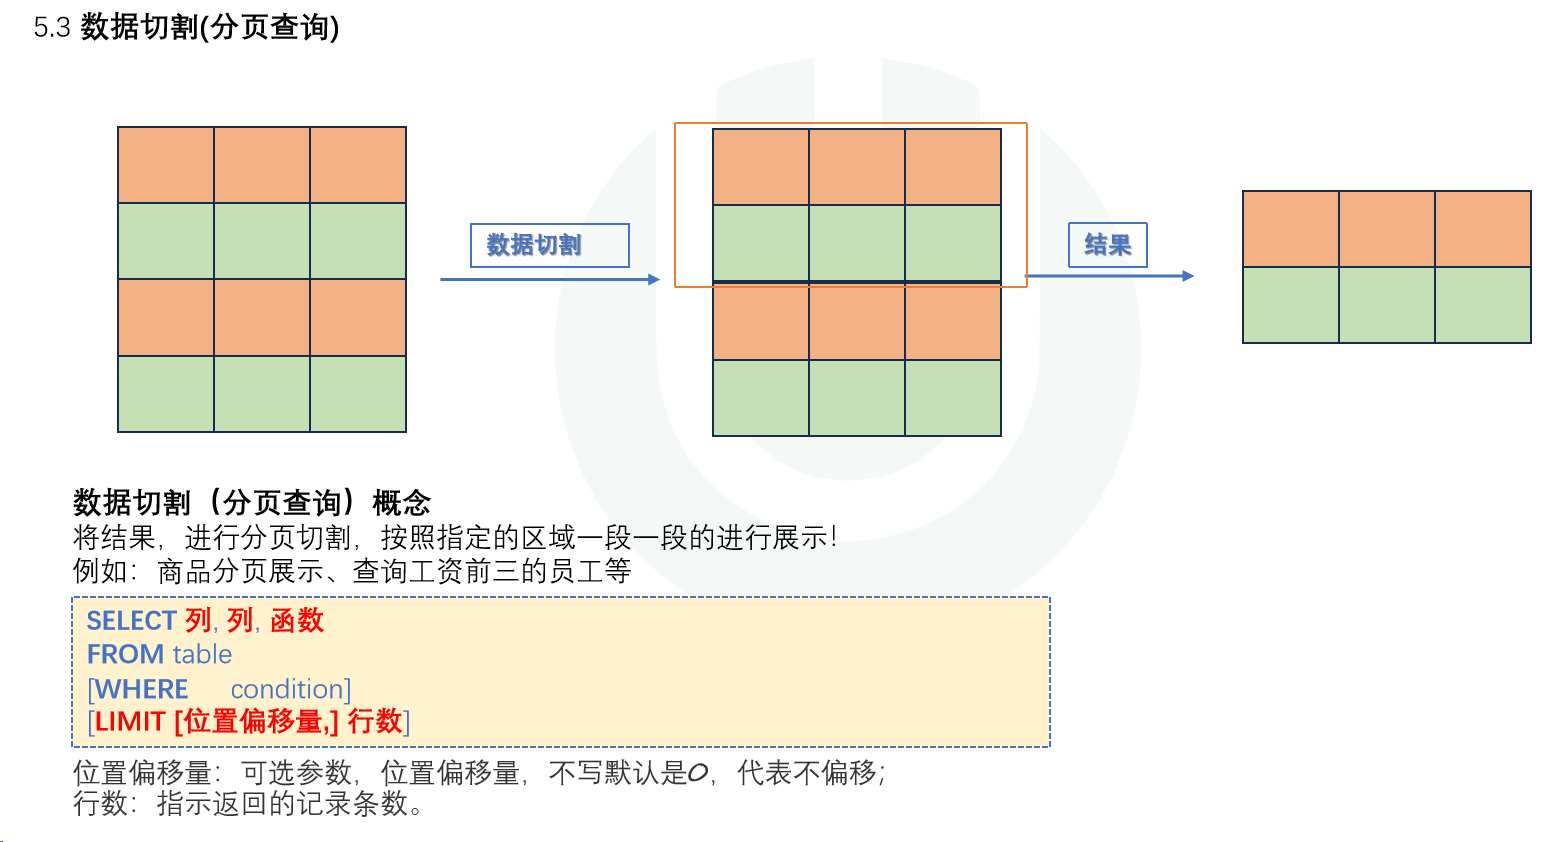 5.3 数据切割(分页查询)
数据切割
结果
数据切割（分页查询）概念
将结果，进行分页切割，按照指定的区域一段一段的进行展示！
例如：商品分页展示、查询工资前三的员工等
SELECT 列, 列, 函数
FROM table
[WHERE condition]
[LIMIT [位置偏移量,] 行数]
位置偏移量：可选参数，位置偏移量，不写默认是0，代表不偏移；
行数：指示返回的记录条数。